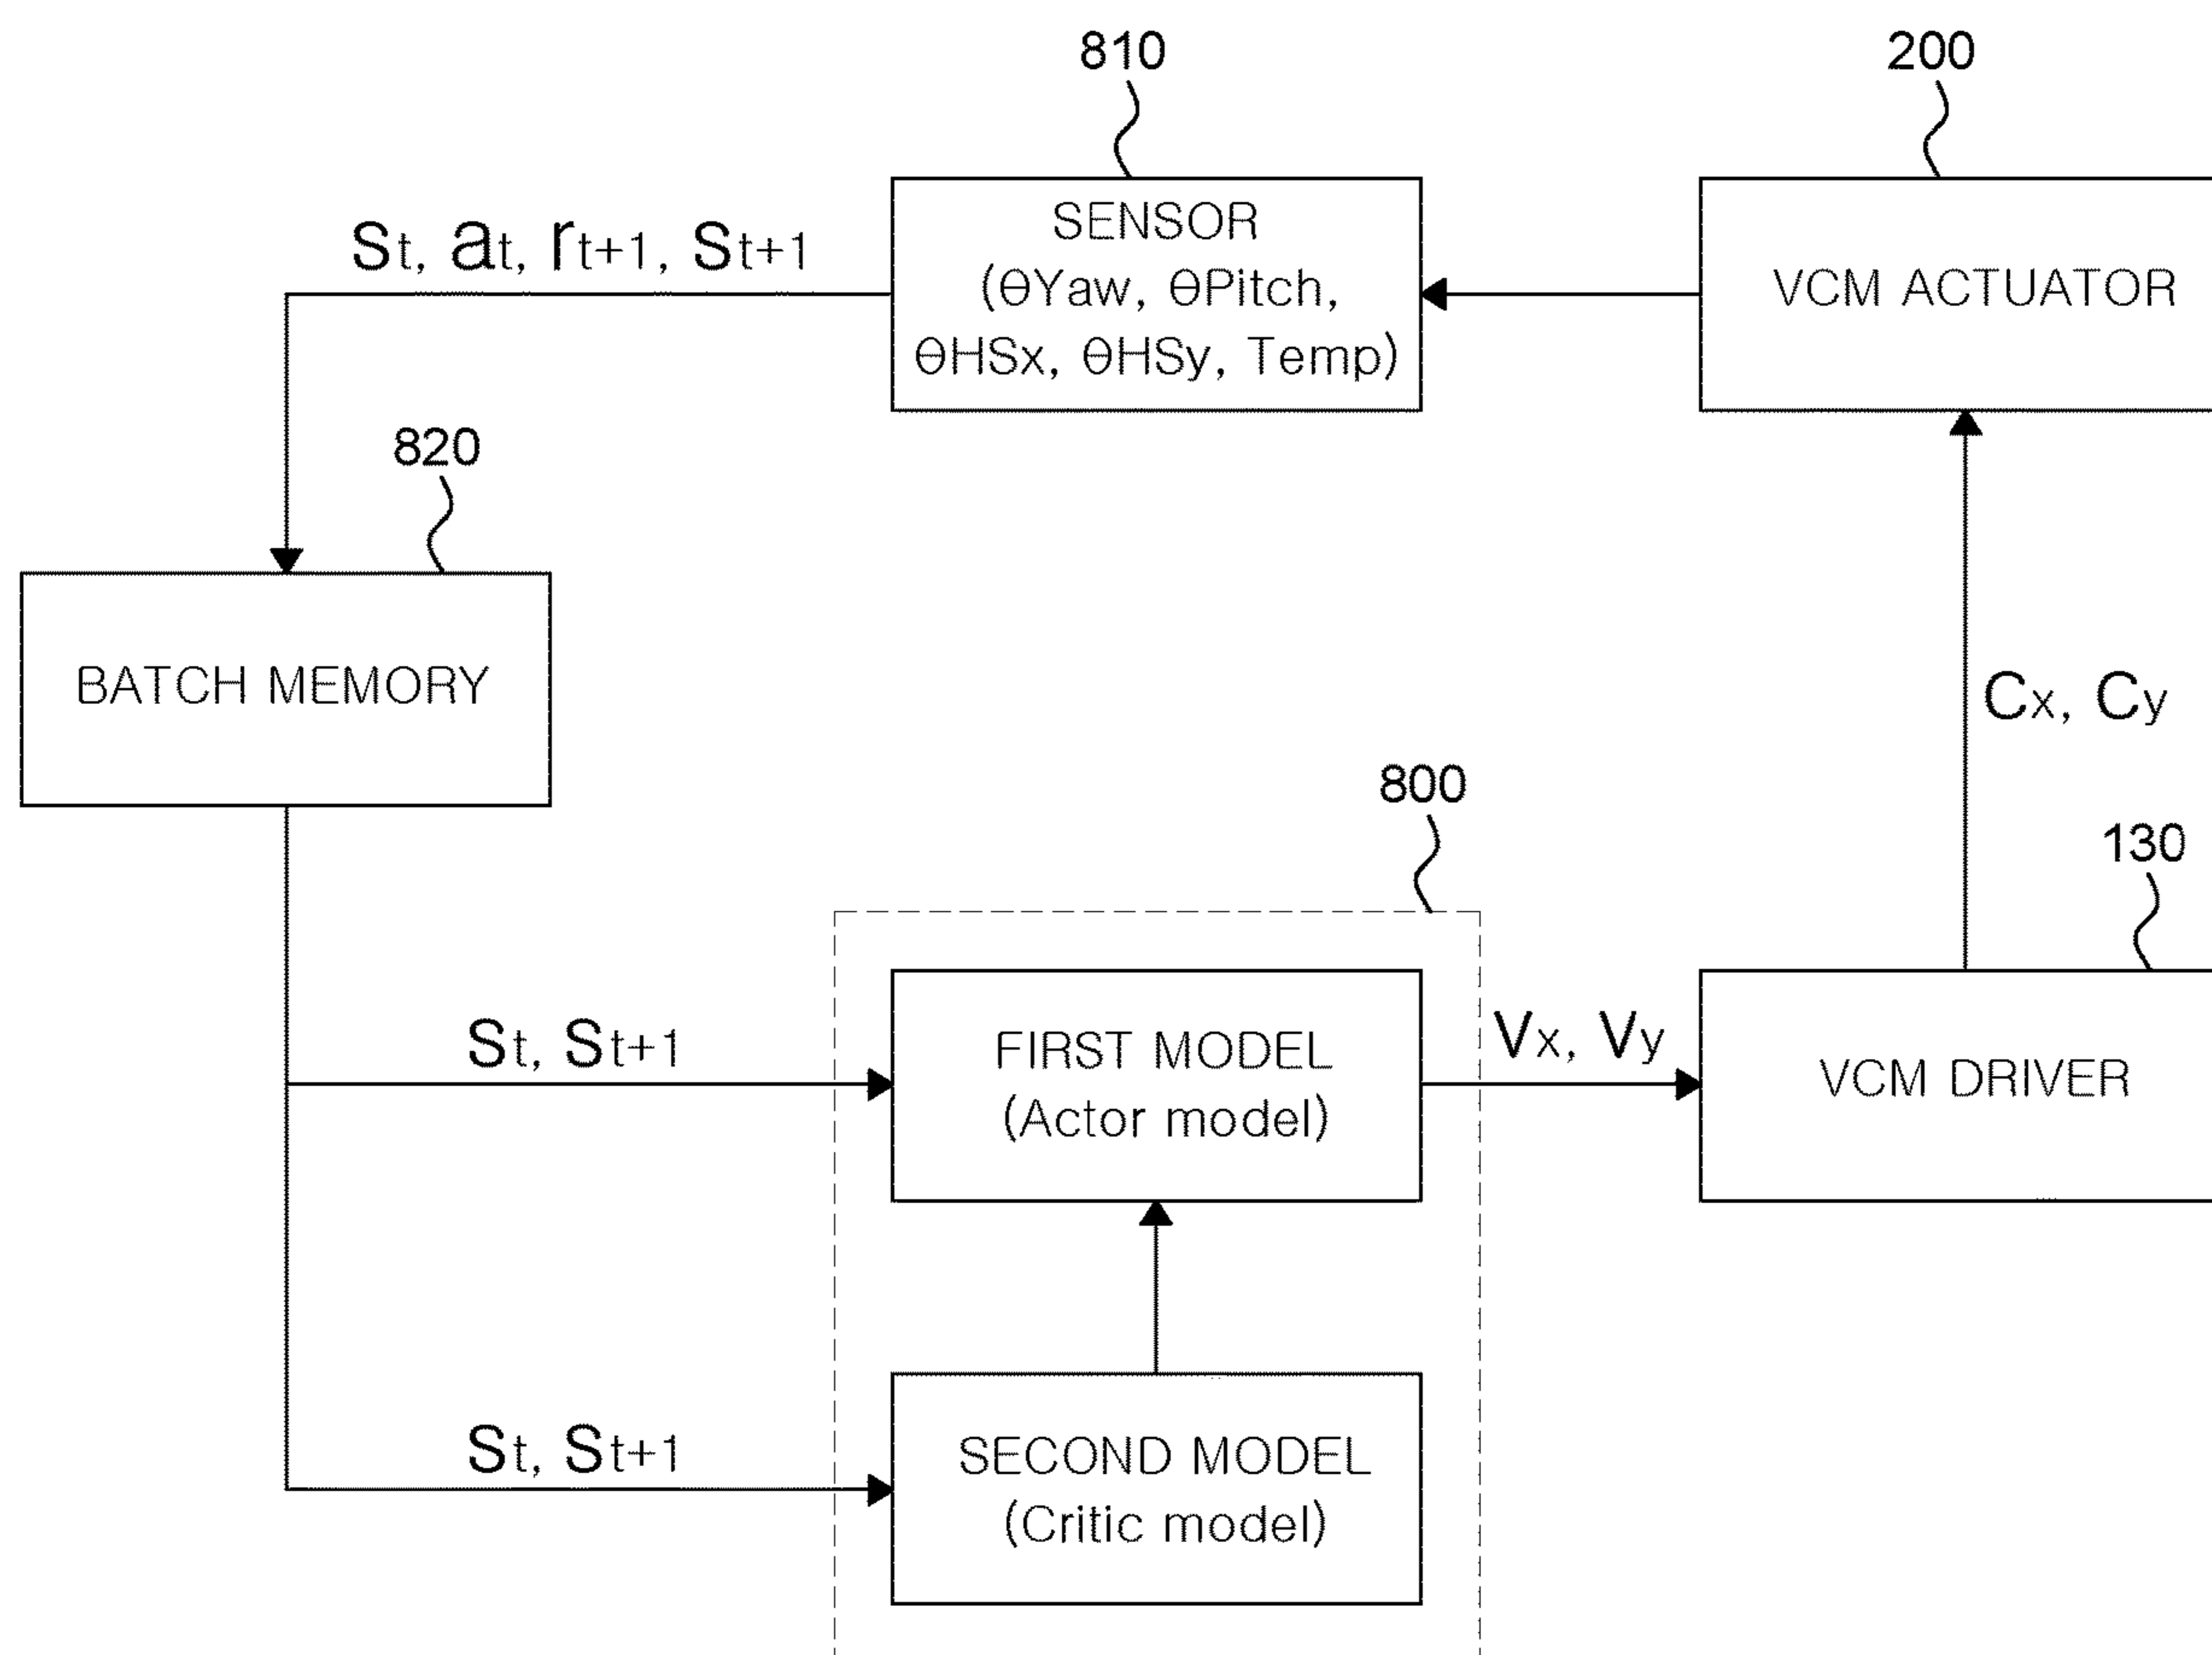 810
200
SENSOR
(θYaw, θPitch,
θHSx, θHSy, Temp)
VCM ACTUATOR
St, at, rt+1, St+1
820
BATCH MEMORY
Cx, Cy
800
130
St, St+1
FIRST MODEL
(Actor model)
Vx, Vy
VCM DRIVER
St, St+1
SECOND MODEL
(Critic model)